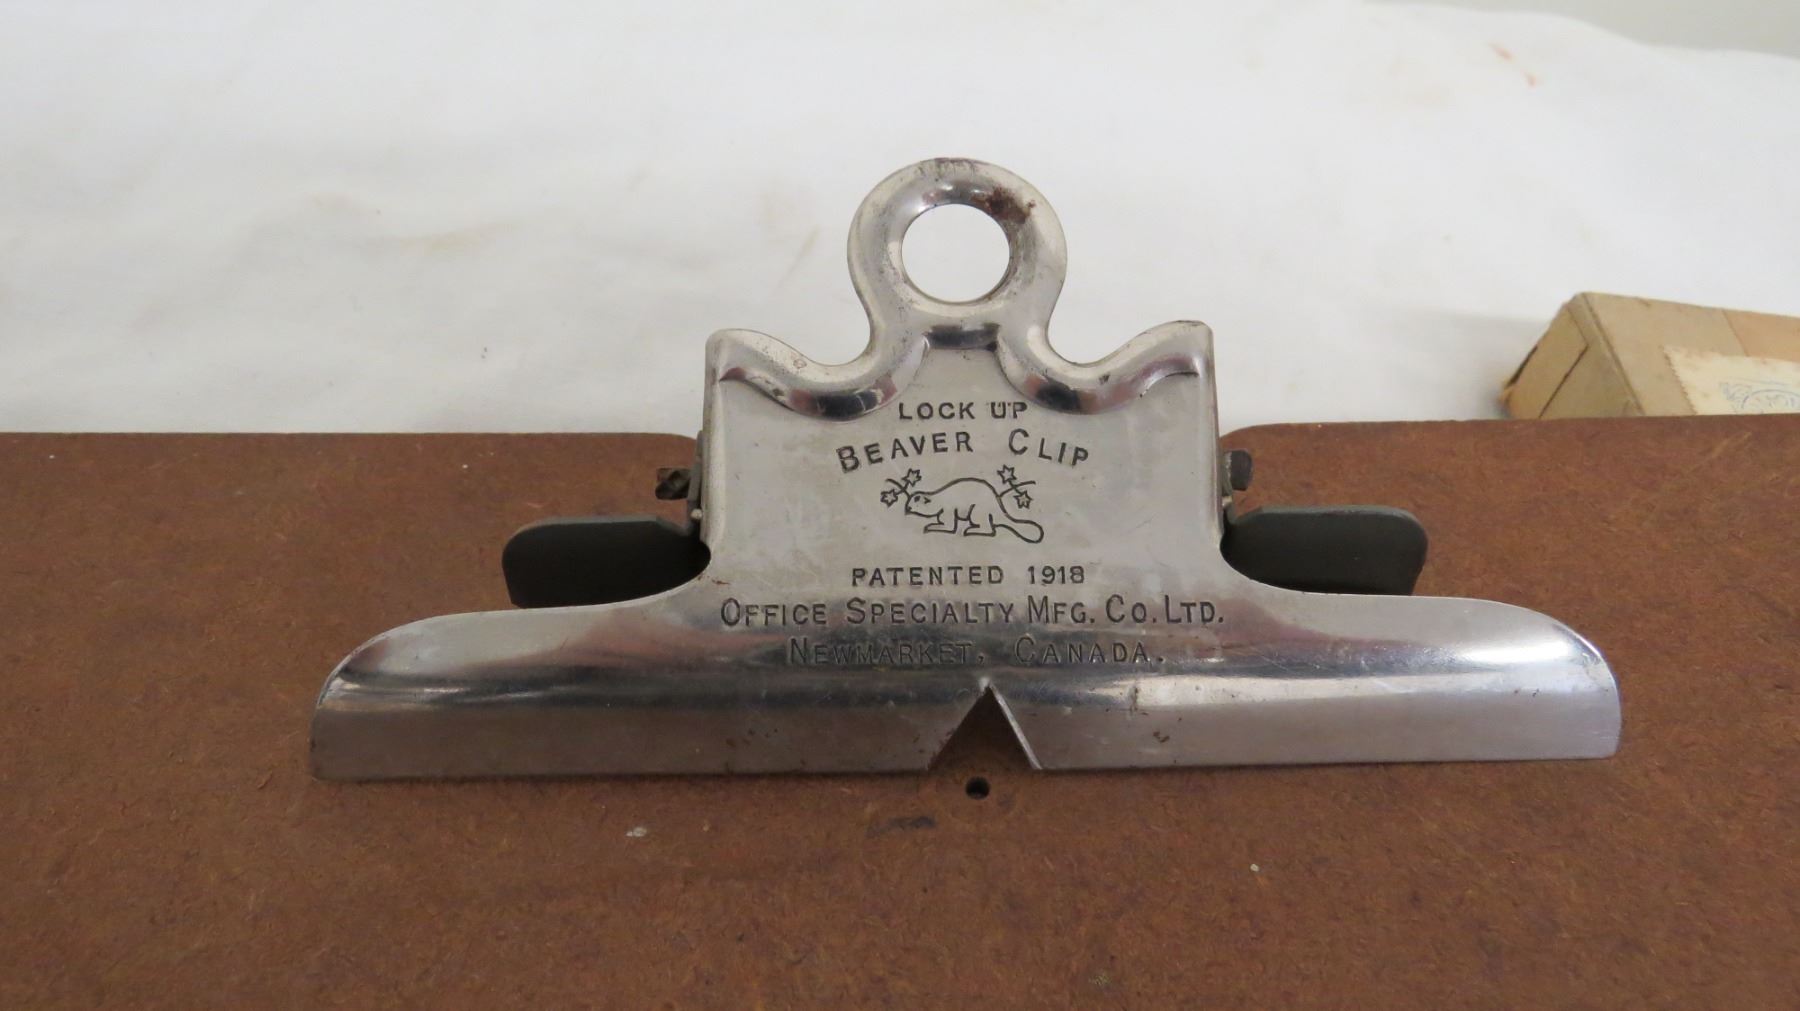 LOCK UP
BEAVER CLIP
PATENTED 1918
OFFICE SPECIALTY MFG. CO. LTD.
NEWMARKET, CANADA.